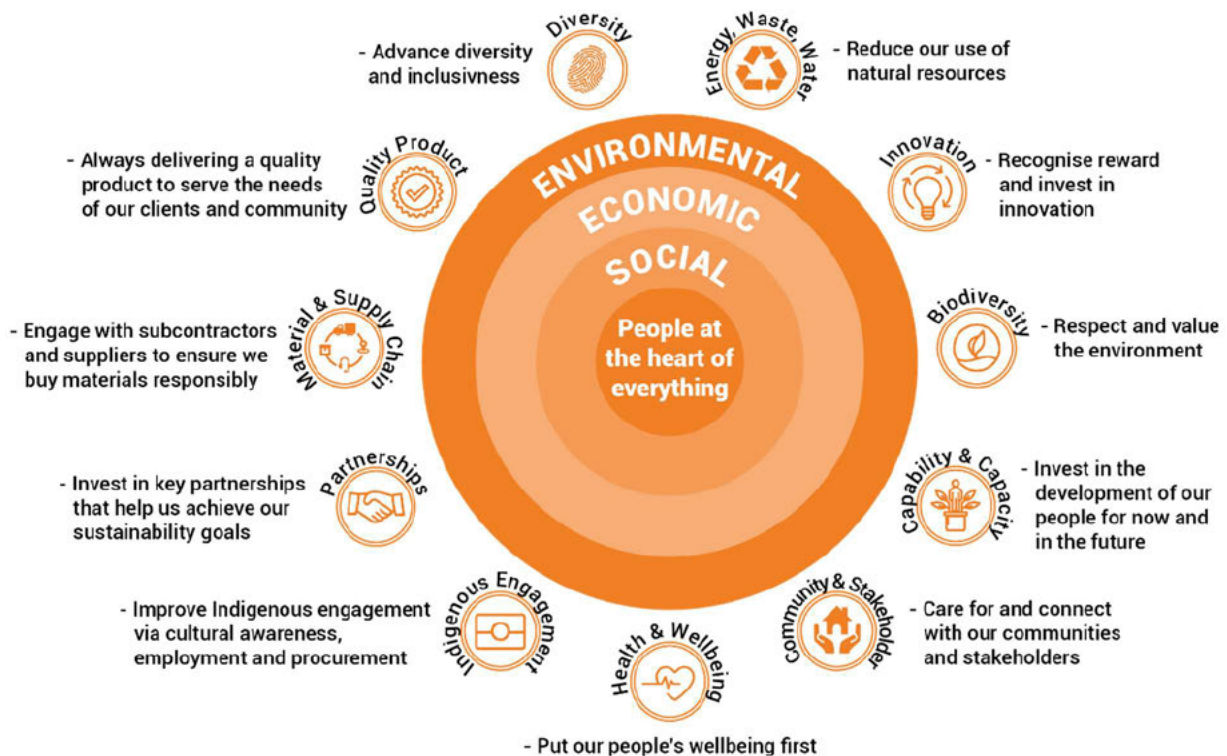 Diversity
- Advance diversity
and inclusivness
Energy, Waste, Water
- Reduce our use of
natural resources
Quality Product
- Always delivering a quality
product to serve the needs
of our clients and community
Innovation
- Recognise reward
and invest in
innovation
ENVIRONMENTAL
ECONOMIC
SOCIAL
People at
the heart of
everything
Material & Supply Chain
- Engage with subcontractors
and suppliers to ensure we
buy materials responsibly
Biodiversity
- Respect and value
the environment
Partnerships
- Invest in key partnerships
that help us achieve our
sustainability goals
Capability & Capacity
- Invest in the
development of our
people for now and
in the future
Indigenous Engagement
- Improve Indigenous engagement
via cultural awareness,
employment and procurement
Community & Stakeholder
- Care for and connect
with our communities
and stakeholders
Health & Wellbeing
- Put our people's wellbeing first